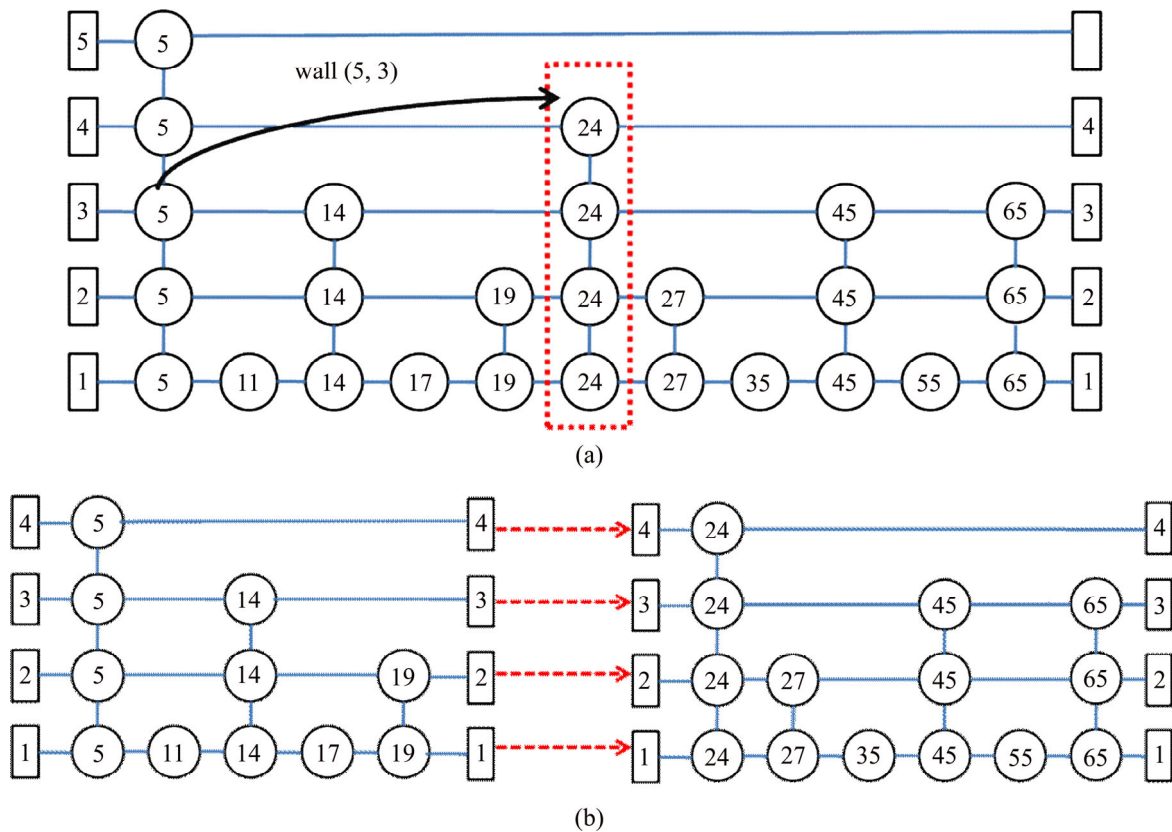 5 5
wall (5, 3)
4 5 24 4
3 5 14 24 45 65 3
2 5 14 19 24 27 45 65 2
1 5 11 14 17 19 24 27 35 45 55 65 1
(a)
4 5 4 4 24 4
3 5 14 3 3 24 45 65 3
2 5 14 19 2 2 24 27 45 65 2
1 5 11 14 17 19 1 1 24 27 35 45 55 65 1
(b)